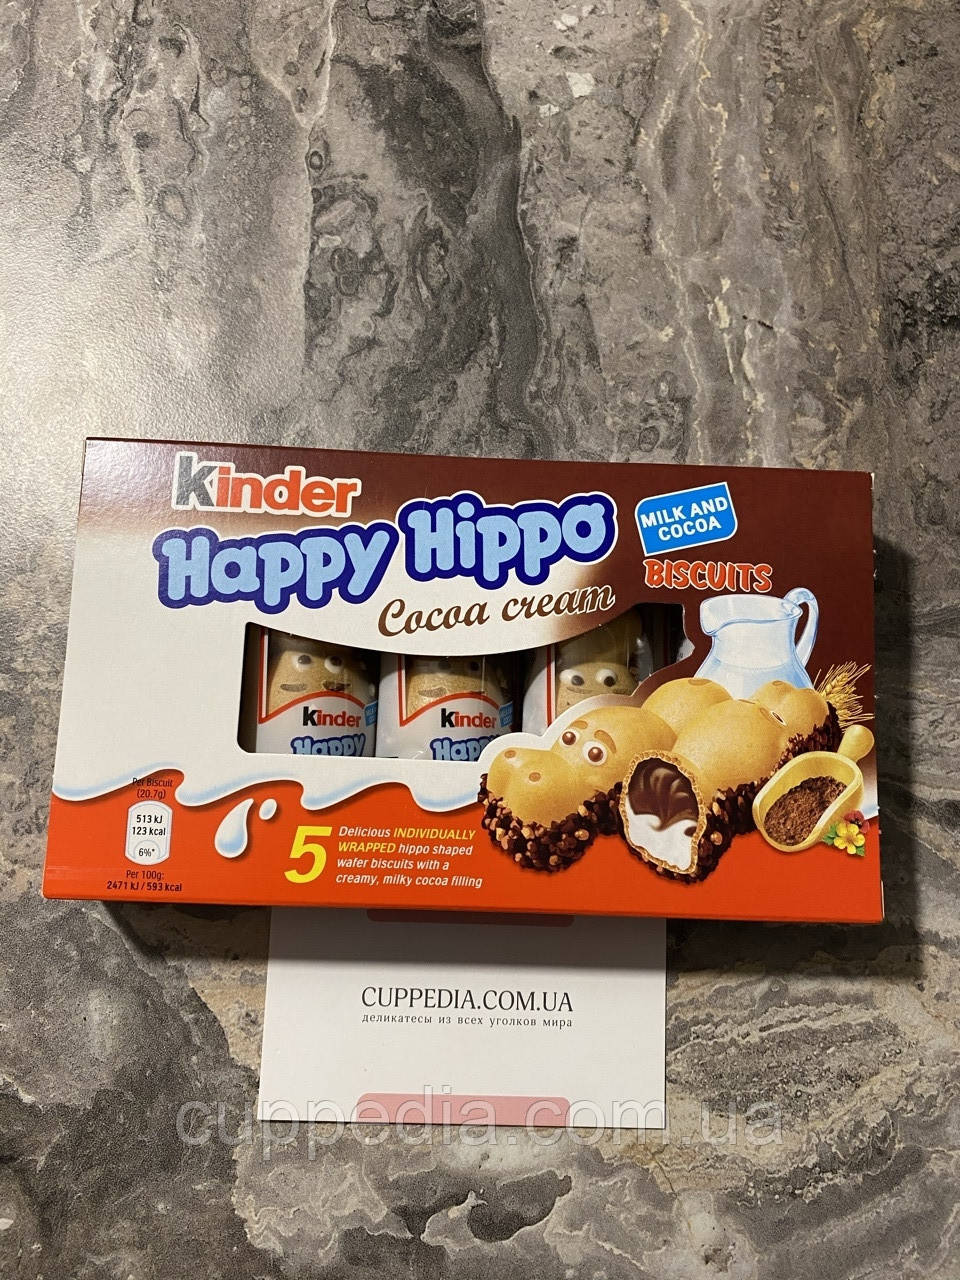 Kinder
Happy Hippo
Cocoa cream
MILK AND
COCOA
BISCUITS
Kinder
Happy
MILK
Kinder
Happy
Per Biscuit
(20.7g)
513 kJ
123 kcal
6%*
Per 100g:
2471 kJ / 593 kcal
5
Delicious INDIVIDUALLY
WRAPPED hippo shaped
wafer biscuits with a
creamy, milky cocoa filling
CUPPEDIA.COM.UA
деликатесы из всех уголков мира
cuppedia.com.ua